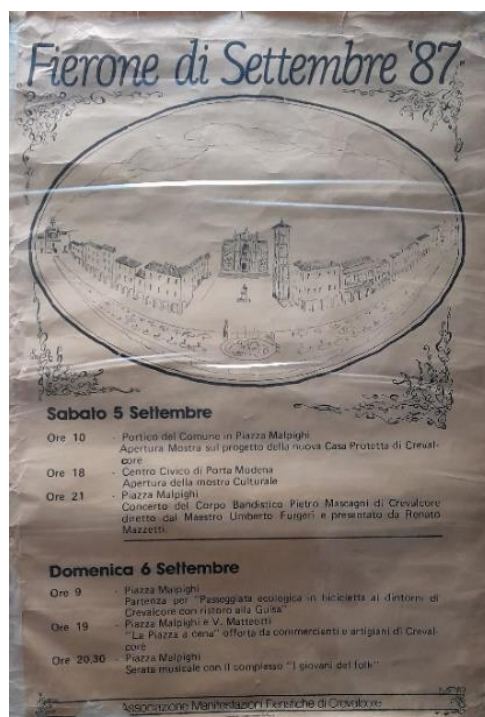 Fierone di Settembre '87
Sabato 5 Settembre
Ore 10 - Portico del Comune in Piazza Malpighi
Apertura Mostra sul progetto della nuova Casa Protetta di Creval-
core
Ore 18 - Centro Civico di Porta Modena
Apertura della mostra Culturale
Ore 21 - Piazza Malpighi
Concerto del Corpo Bandistico Pietro Mascagni di Crevalcore
diretto dal Maestro Umberto Furgeri e presentato da Renato
Mazzetti.
Domenica 6 Settembre
Ore 9 - Piazza Malpighi
Partenza per "Passeggiata ecologica in bicicletta ai dintorni di
Crevalcore con ristoro alla Guisa"
Ore 19 - Piazza Malpighi e V. Matteotti
"La Piazza a cena" offerta da commercianti e artigiani di Creval-
core
Ore 20,30 - Piazza Malpighi
Serata musicale con il complesso "I giovani del folk"
Associazione Manifestazioni Fieristiche di Crevalcore